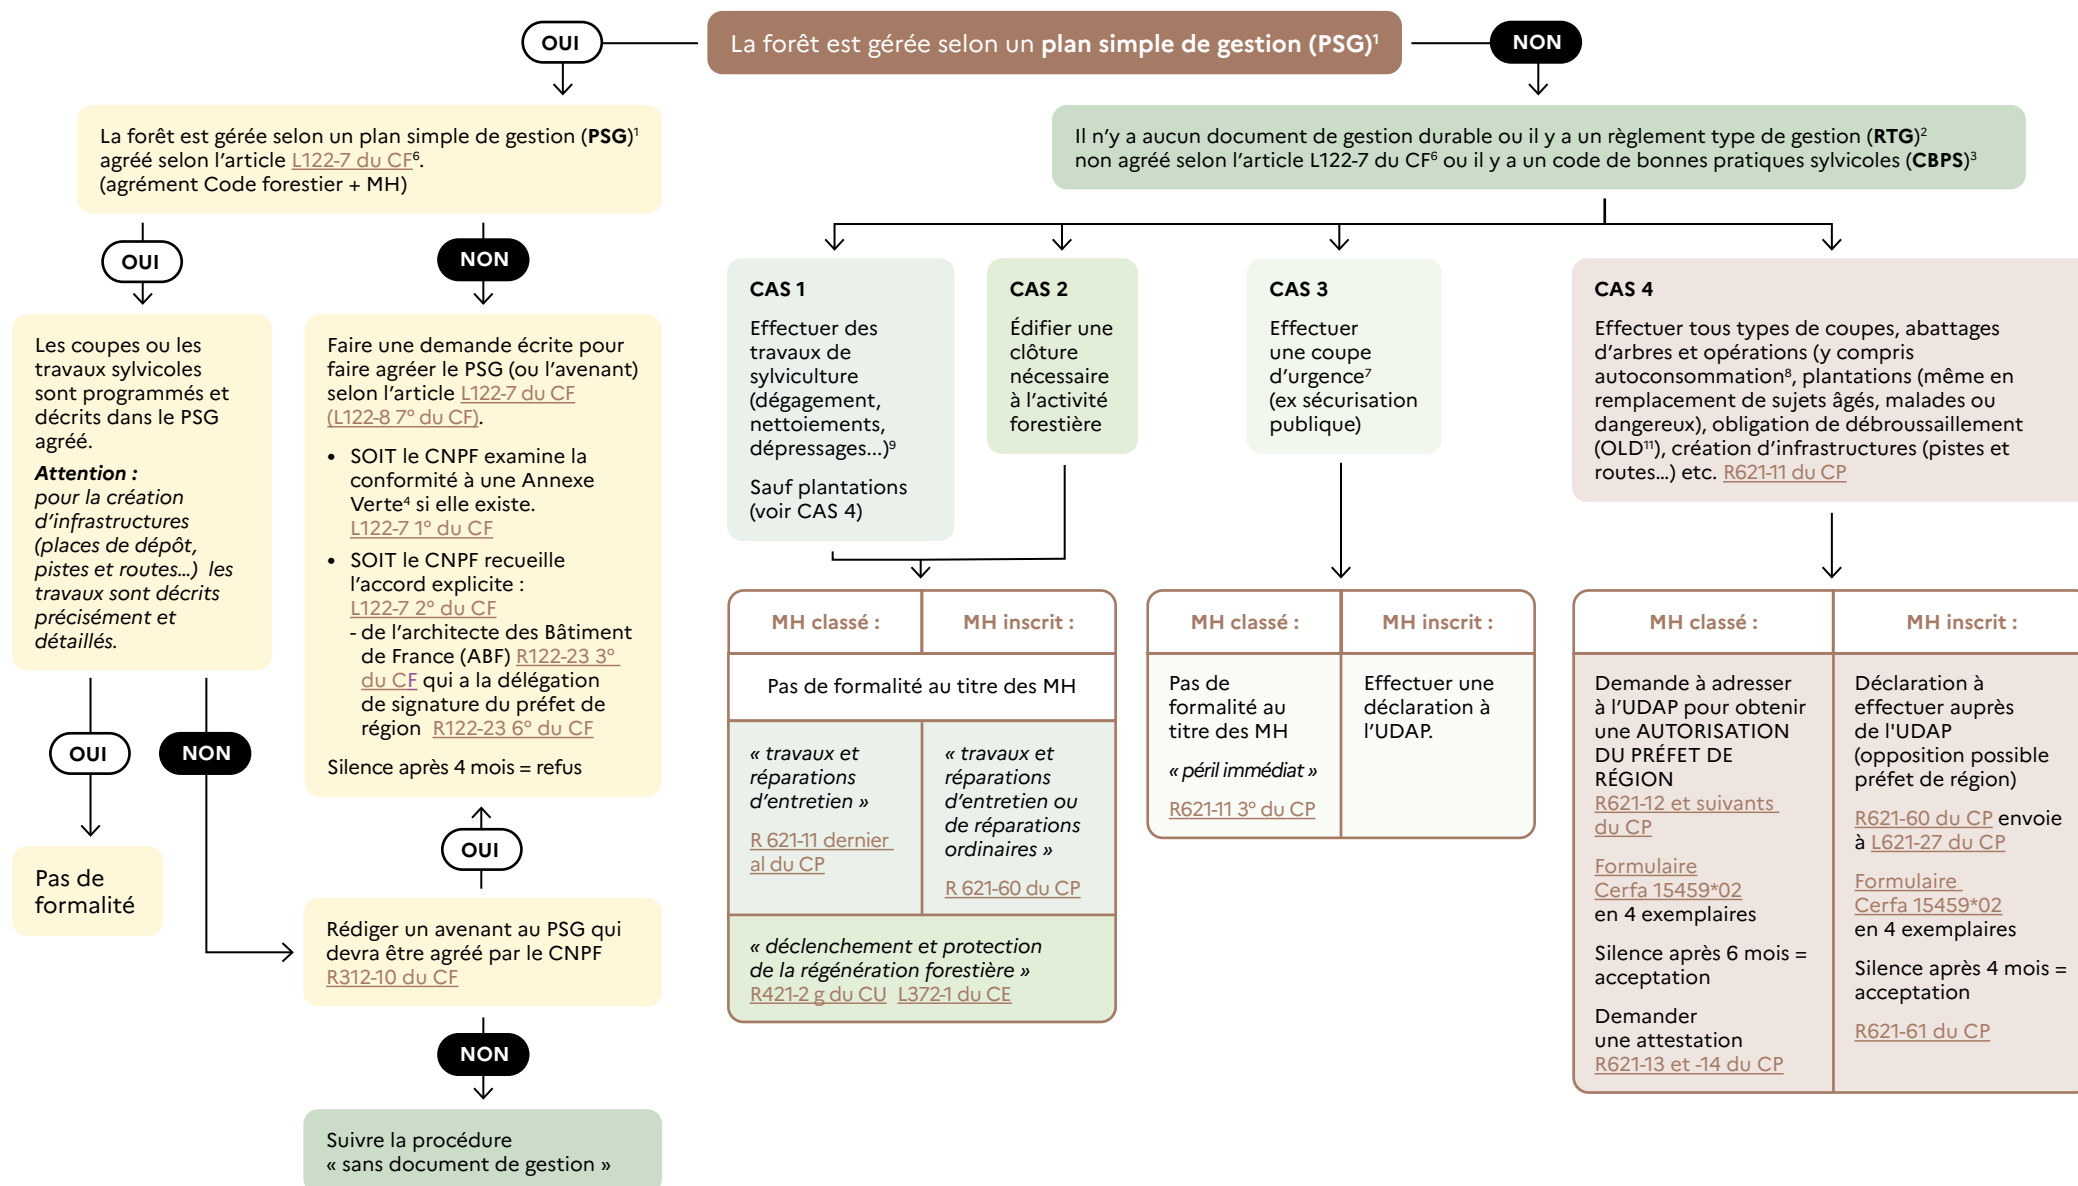 OUI
La forêt est gérée selon un plan simple de gestion (PSG)¹
NON
La forêt est gérée selon un plan simple de gestion (PSG)¹
agréé selon l'article L122-7 du CF⁶.
(agrément Code forestier + MH)
OUI
NON
Les coupes ou les
travaux sylvicoles
sont programmés et
décrits dans le PSG
agréé.
Attention :
pour la création
d'infrastructures
(places de dépôt,
pistes et routes...) les
travaux sont décrits
précisément et
détaillés.
OUI
NON
Pas de
formalité
Faire une demande écrite pour
faire agréer le PSG (ou l'avenant)
selon l'article L122-7 du CF
(L122-8 7° du CF).
• SOIT le CNPF examine la
conformité à une Annexe
Verte⁴ si elle existe.
L122-7 1° du CF
• SOIT le CNPF recueille
l'accord explicite :
L122-7 2° du CF
- de l'architecte des Bâtiment
de France (ABF) R122-23 3°
du CF qui a la délégation
de signature du préfet de
région R122-23 6° du CF
Silence après 4 mois = refus
OUI
Rédiger un avenant au PSG qui
devra être agréé par le CNPF
R312-10 du CF
NON
Suivre la procédure
« sans document de gestion »
Il n'y a aucun document de gestion durable ou il y a un règlement type de gestion (RTG)²
non agréé selon l'article L122-7 du CF⁶ ou il y a un code de bonnes pratiques sylvicoles (CBPS)³
CAS 1
Effectuer des
travaux de
sylviculture
(dégagement,
nettoiements,
dépressages...)⁹
Sauf plantations
(voir CAS 4)
CAS 2
Édifier une
clôture
nécessaire
à l'activité
forestière
MH classé :
MH inscrit :
Pas de formalité au titre des MH
« travaux et
réparations
d'entretien »
R 621-11 dernier
al du CP
« travaux et
réparations
d'entretien ou
de réparations
ordinaires »
R 621-60 du CP
« déclenchement et protection
de la régénération forestière »
R421-2 g du CU L372-1 du CE
CAS 3
Effectuer
une coupe
d'urgence⁷
(ex sécurisation
publique)
MH classé :
MH inscrit :
Pas de
formalité au
titre des MH
« péril immédiat »
R621-11 3° du CP
Effectuer une
déclaration à
l'UDAP.
CAS 4
Effectuer tous types de coupes, abattages
d'arbres et opérations (y compris
autoconsommation⁸, plantations (même en
remplacement de sujets âgés, malades ou
dangereux), obligation de débroussaillement
(OLD¹¹), création d'infrastructures (pistes et
routes...) etc. R621-11 du CP
MH classé :
MH inscrit :
Demande à adresser
à l'UDAP pour obtenir
une AUTORISATION
DU PRÉFET DE
RÉGION
R621-12 et suivants
du CP
Formulaire
Cerfa 15459*02
en 4 exemplaires
Silence après 6 mois =
acceptation
Demander
une attestation
R621-13 et -14 du CP
Déclaration à
effectuer auprès
de l'UDAP
(opposition possible
préfet de région)
R621-60 du CP envoie
à L621-27 du CP
Formulaire
Cerfa 15459*02
en 4 exemplaires
Silence après 4 mois =
acceptation
R621-61 du CP